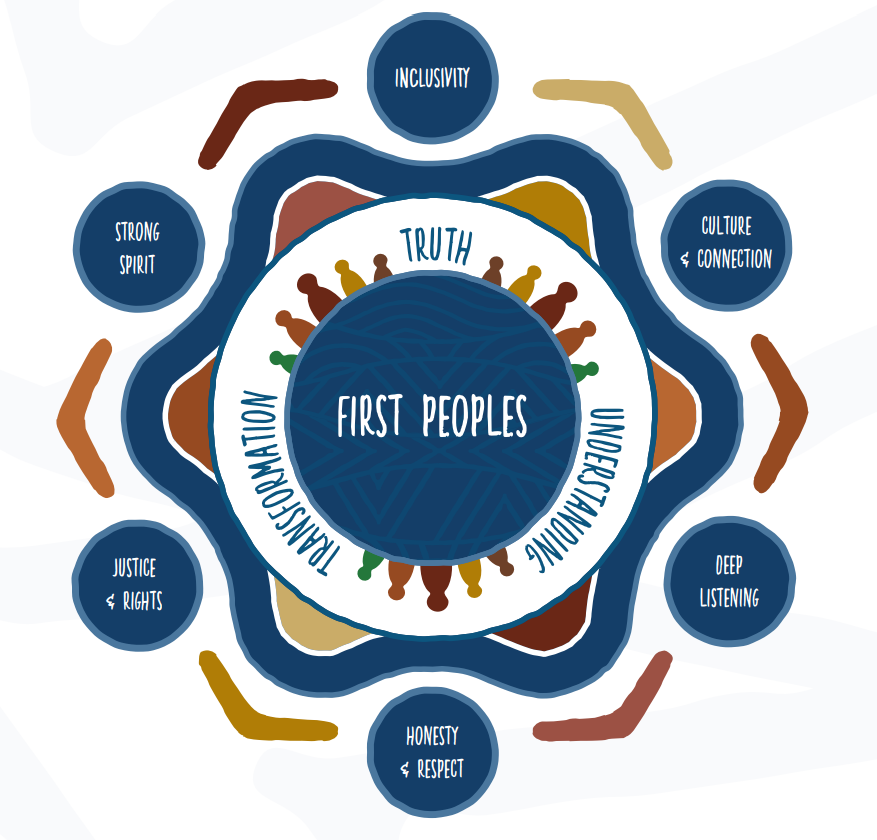 INCLUSIVITY
STRONG
SPIRIT
CULTURE
& CONNECTION
TRUTH
FIRST PEOPLES
TRANSFORMATION
UNDERSTANDING
JUSTICE
& RIGHTS
DEEP
LISTENING
HONESTY
& RESPECT